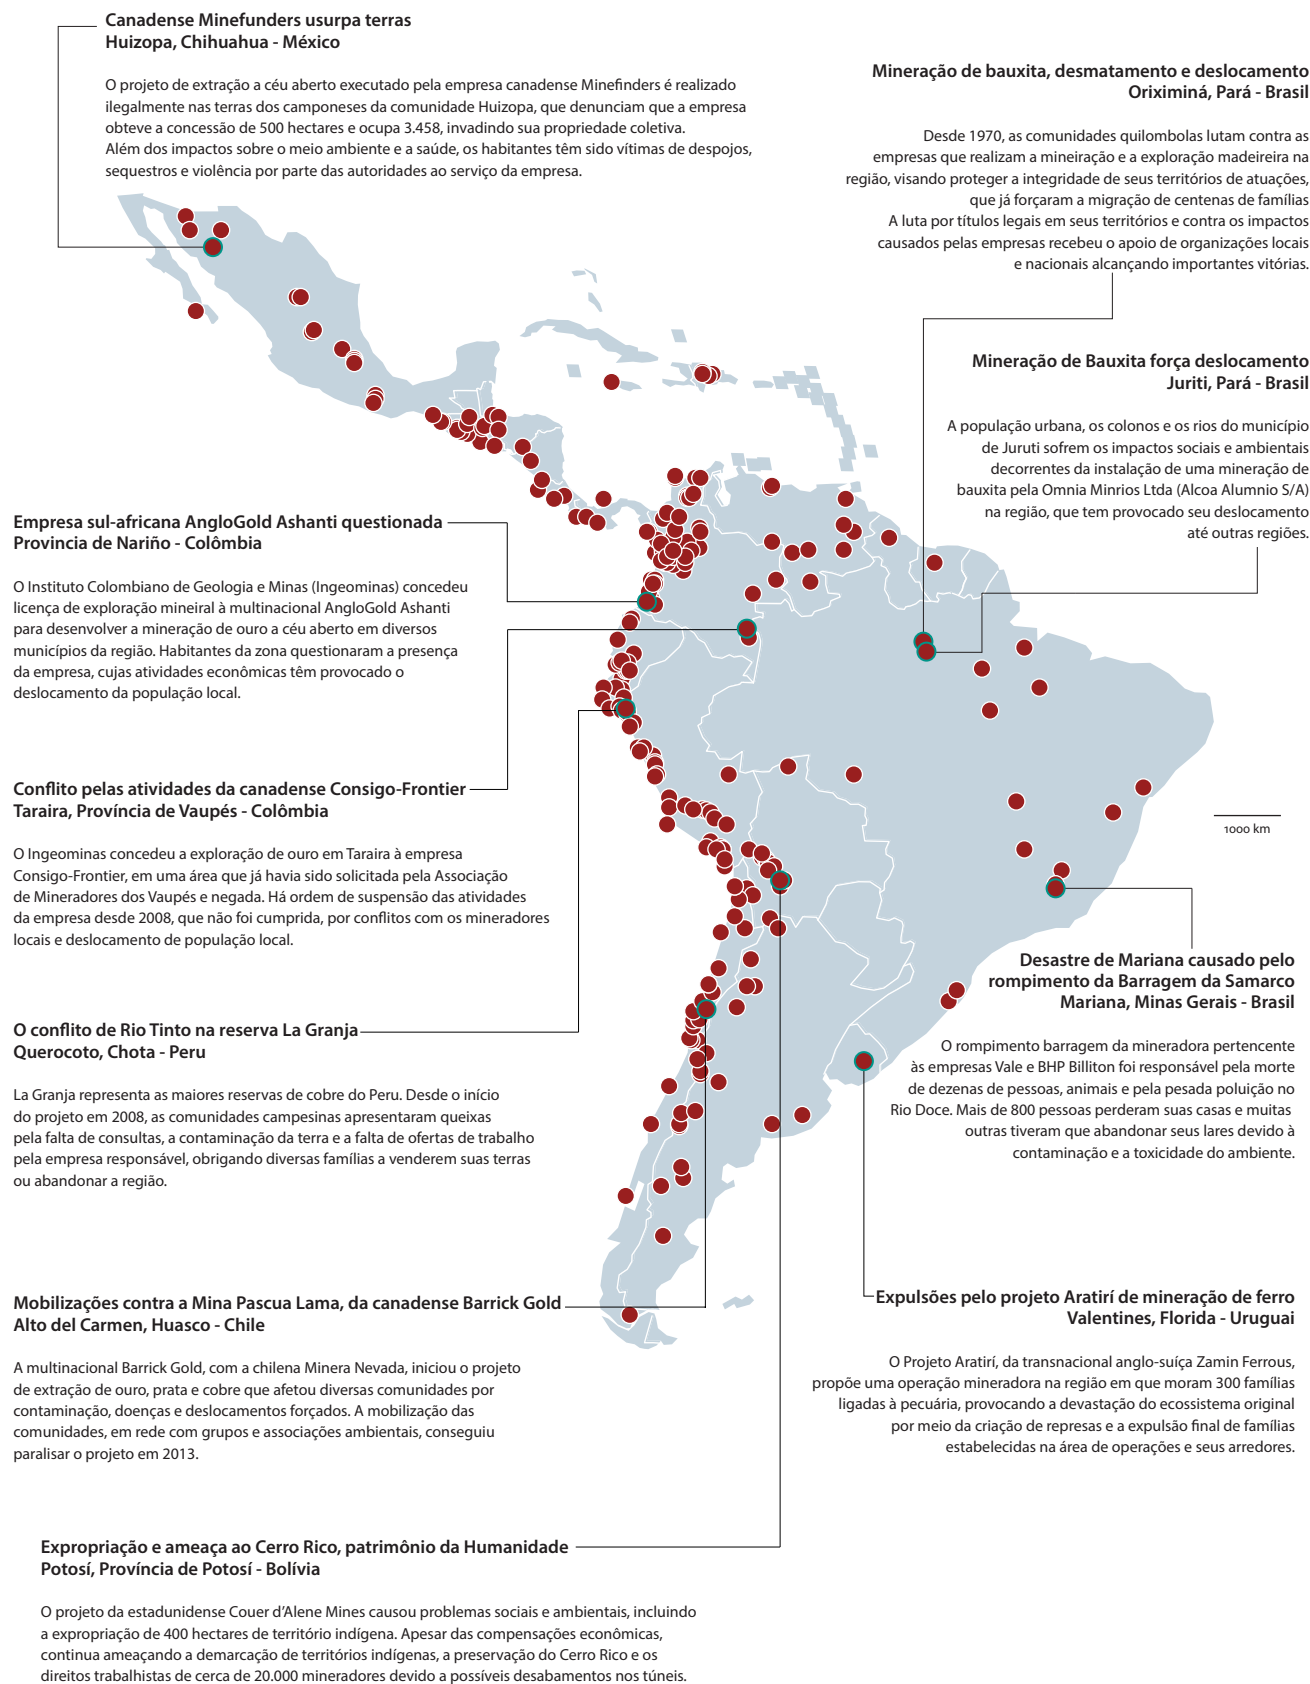 Canadense Minefunders usurpa terras
Huizopa, Chihuahua - México
O projeto de extração a céu aberto executado pela empresa canadense Minefinders é realizado
ilegalmente nas terras dos camponeses da comunidade Huizopa, que denunciam que a empresa
obteve a concessão de 500 hectares e ocupa 3.458, invadindo sua propriedade coletiva.
Além dos impactos sobre o meio ambiente e a saúde, os habitantes têm sido vítimas de despojos,
sequestros e violência por parte das autoridades ao serviço da empresa.
Mineração de bauxita, desmatamento e deslocamento
Oriximiná, Pará - Brasil
Desde 1970, as comunidades quilombolas lutam contra as
empresas que realizam a mineiração e a exploração madeireira na
região, visando proteger a integridade de seus territórios de atuações,
que já forçaram a migração de centenas de famílias
A luta por títulos legais em seus territórios e contra os impactos
causados pelas empresas recebeu o apoio de organizações locais
e nacionais alcançando importantes vitórias.
Mineração de Bauxita força deslocamento
Juriti, Pará - Brasil
A população urbana, os colonos e os rios do município
de Juruti sofrem os impactos sociais e ambientais
decorrentes da instalação de uma mineração de
bauxita pela Omnia Minrios Ltda (Alcoa Alumnio S/A)
na região, que tem provocado seu deslocamento
até outras regiões.
Empresa sul-africana AngloGold Ashanti questionada
Provincia de Nariño - Colômbia
O Instituto Colombiano de Geologia e Minas (Ingeominas) concedeu
licença de exploração mineiral à multinacional AngloGold Ashanti
para desenvolver a mineração de ouro a céu aberto em diversos
municípios da região. Habitantes da zona questionaram a presença
da empresa, cujas atividades econômicas têm provocado o
deslocamento da população local.
Conflito pelas atividades da canadense Consigo-Frontier
Taraira, Província de Vaupés - Colômbia
O Ingeominas concedeu a exploração de ouro em Taraira à empresa
Consigo-Frontier, em uma área que já havia sido solicitada pela Associação
de Mineradores dos Vaupés e negada. Há ordem de suspensão das atividades
da empresa desde 2008, que não foi cumprida, por conflitos com os mineradores
locais e deslocamento de população local.
1000 km
Desastre de Mariana causado pelo
rompimento da Barragem da Samarco
Mariana, Minas Gerais - Brasil
O rompimento barragem da mineradora pertencente
às empresas Vale e BHP Billiton foi responsável pela morte
de dezenas de pessoas, animais e pela pesada poluição no
Rio Doce. Mais de 800 pessoas perderam suas casas e muitas
outras tiveram que abandonar seus lares devido à
contaminação e a toxicidade do ambiente.
O conflito de Rio Tinto na reserva La Granja
Querocoto, Chota - Peru
La Granja representa as maiores reservas de cobre do Peru. Desde o início
do projeto em 2008, as comunidades campesinas apresentaram queixas
pela falta de consultas, a contaminação da terra e a falta de ofertas de trabalho
pela empresa responsável, obrigando diversas famílias a venderem suas terras
ou abandonar a região.
Mobilizações contra a Mina Pascua Lama, da canadense Barrick Gold
Alto del Carmen, Huasco - Chile
A multinacional Barrick Gold, com a chilena Minera Nevada, iniciou o projeto
de extração de ouro, prata e cobre que afetou diversas comunidades por
contaminação, doenças e deslocamentos forçados. A mobilização das
comunidades, em rede com grupos e associações ambientais, conseguiu
paralisar o projeto em 2013.
Expulsões pelo projeto Aratirí de mineração de ferro
Valentines, Florida - Uruguai
O Projeto Aratirí, da transnacional anglo-suíça Zamin Ferrous,
propõe uma operação mineradora na região em que moram 300 famílias
ligadas à pecuária, provocando a devastação do ecossistema original
por meio da criação de represas e a expulsão final de famílias
estabelecidas na área de operações e seus arredores.
Expropriação e ameaça ao Cerro Rico, patrimônio da Humanidade
Potosí, Província de Potosí - Bolívia
O projeto da estadunidense Couer d'Alene Mines causou problemas sociais e ambientais, incluindo
a expropriação de 400 hectares de território indígena. Apesar das compensações econômicas,
continua ameaçando a demarcação de territórios indígenas, a preservação do Cerro Rico e os
direitos trabalhistas de cerca de 20.000 mineradores devido a possíveis desabamentos nos túneis.